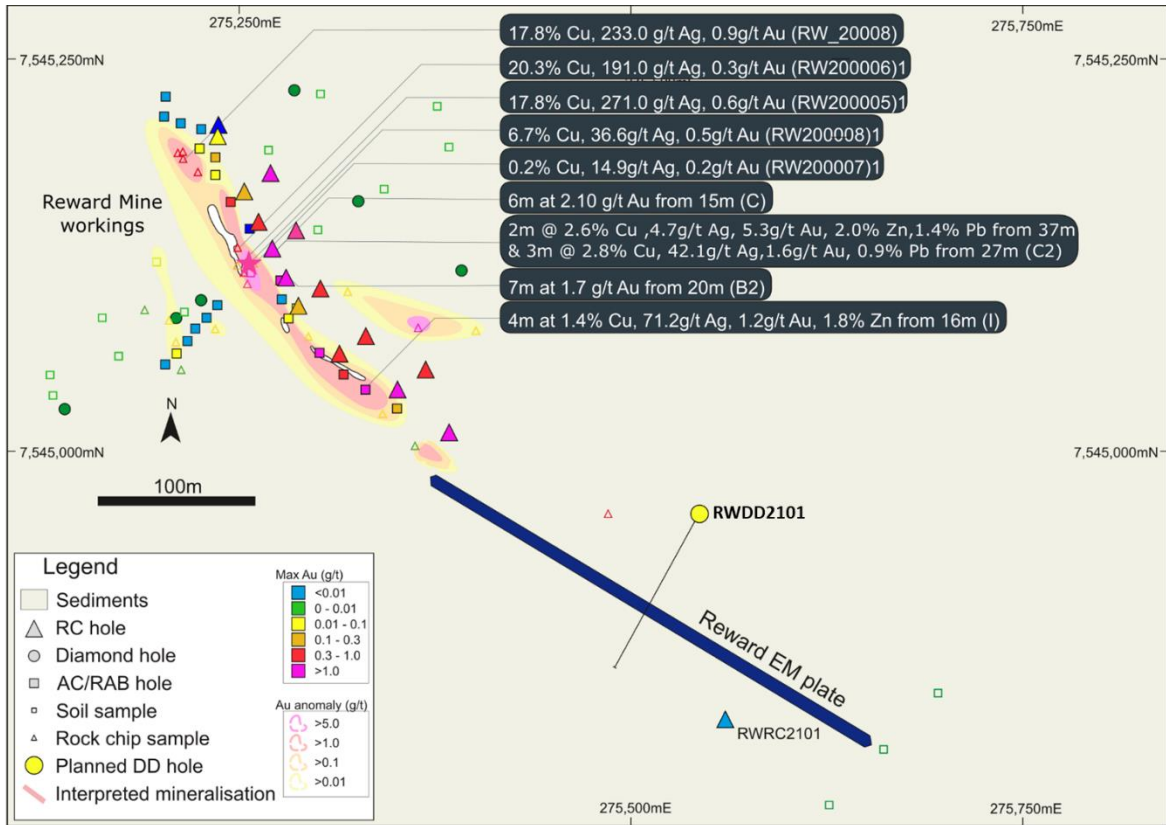 275,250mE
275,750mE
7,545,250mN
7,545,250mN
17.8% Cu, 233.0 g/t Ag, 0.9g/t Au (RW_20008)
20.3% Cu, 191.0 g/t Ag, 0.3g/t Au (RW200006)1
17.8% Cu, 271.0 g/t Ag, 0.6g/t Au (RW200005)1
6.7% Cu, 36.6g/t Ag, 0.5g/t Au (RW200008)1
0.2% Cu, 14.9g/t Ag, 0.2g/t Au (RW200007)1
6m at 2.10 g/t Au from 15m (C)
2m @ 2.6% Cu ,4.7g/t Ag, 5.3g/t Au, 2.0% Zn,1.4% Pb from 37m
& 3m @ 2.8% Cu, 42.1g/t Ag,1.6g/t Au, 0.9% Pb from 27m (C2)
7m at 1.7 g/t Au from 20m (B2)
4m at 1.4% Cu, 71.2g/t Ag, 1.2g/t Au, 1.8% Zn from 16m (I)
Reward Mine
workings
N
7,545,000mN
7,545,000mN
100m
RWDD2101
Reward EM plate
RWRC2101
Legend
Sediments
RC hole
Diamond hole
AC/RAB hole
Soil sample
Rock chip sample
Planned DD hole
Interpreted mineralisation
Max Au (g/t)
<0.01
0 - 0.01
0.01 - 0.1
0.1 - 0.3
0.3 - 1.0
>1.0
Au anomaly (g/t)
>5.0
>1.0
>0.1
>0.01
275,500mE
275,750mE